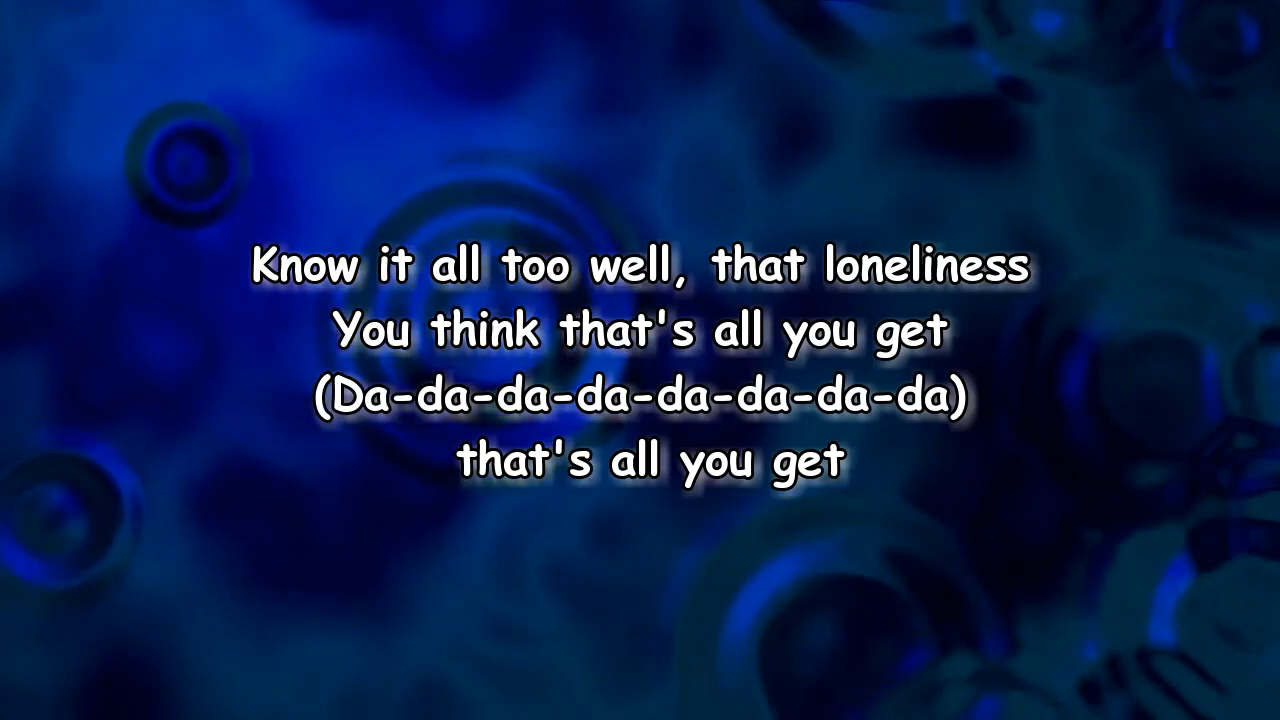 Know it all too well, that loneliness
You think that's all you get
(Da-da-da-da-da-da-da-da)
that's all you get